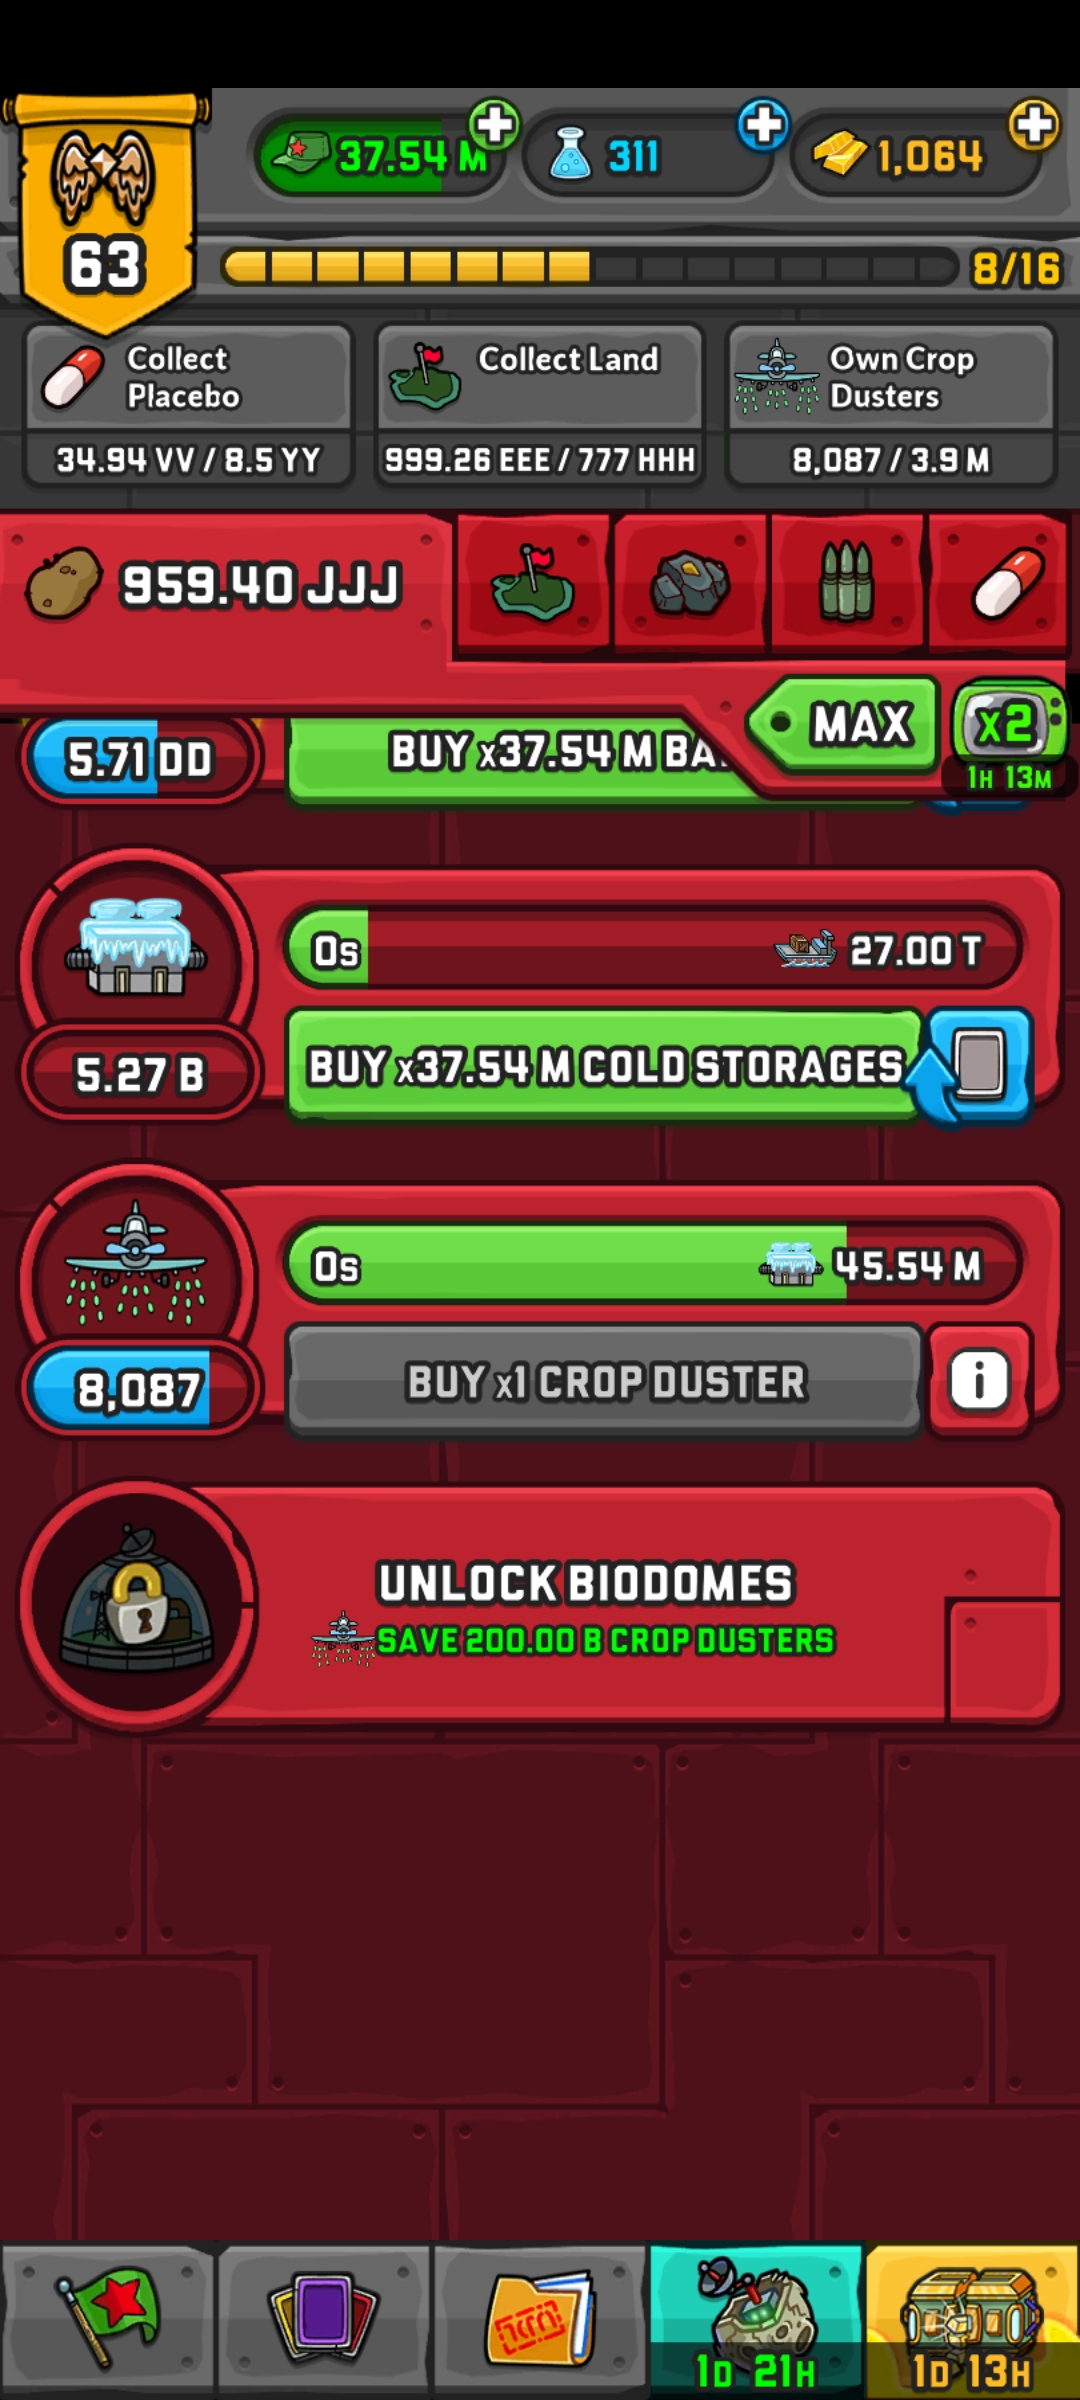 37.54 M
311
1,064
63
8/16
Collect
Placebo
34.94 VV / 8.5 YY
Collect Land
999.26 EEE / 777 HHH
Own Crop
Dusters
8,087 / 3.9 M
959.40 JJJ
MAX
X2
1H 13M
5.71 DD
BUY x37.54 M BA
0s
27.00 T
5.27 B
BUY x37.54 M COLD STORAGES
0s
45.54 M
8,087
BUY x1 CROP DUSTER
i
UNLOCK BIODOMES
SAVE 200.00 B CROP DUSTERS
1D 21H
1D 13H